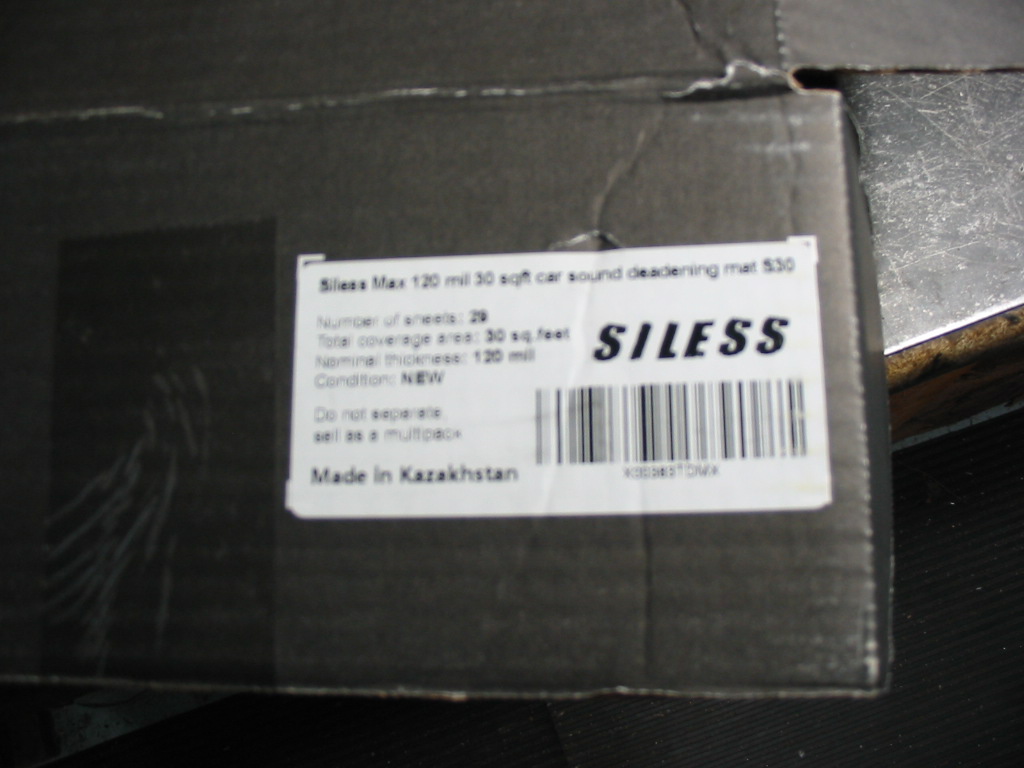 Siless Max 120 mil 30 sqft car sound deadening mat S30
Number of sheets: 29
Total coverage area: 30 sq.feet
Nominal thickness: 120 mil
Condition: NEW
SILESS
Do not separate
sell as a multipack
Made in Kazakhstan